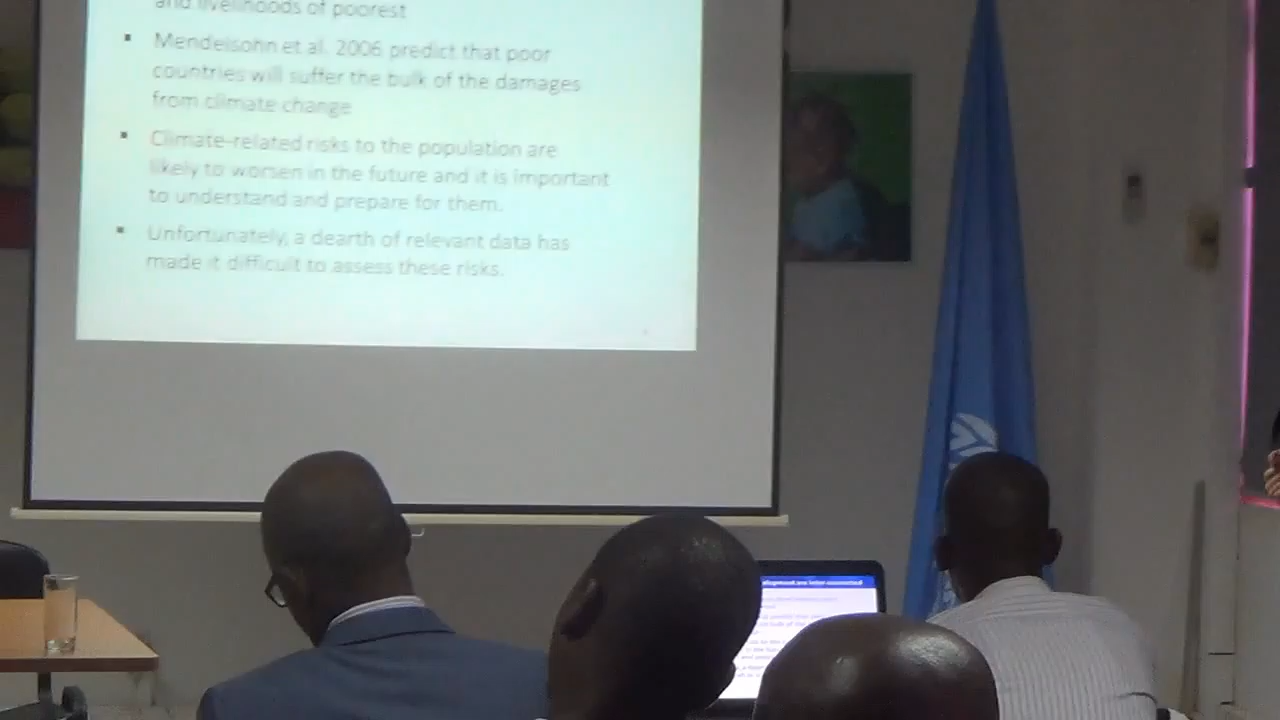 and livelihoods of poorest
Mendelsohn et al. 2006 predict that poor
countries will suffer the bulk of the damages
from climate change
Climate-related risks to the population are
likely to worsen in the future and it is important
to understand and prepare for them.
Unfortunately, a dearth of relevant data has
made it difficult to assess these risks.